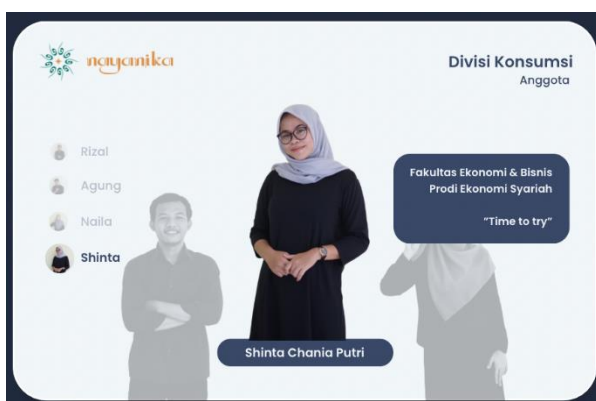 nayanika
Divisi Konsumsi
Anggota
Rizal
Agung
Naila
Shinta
Fakultas Ekonomi & Bisnis
Prodi Ekonomi Syariah
"Time to try"
Shinta Chania Putri